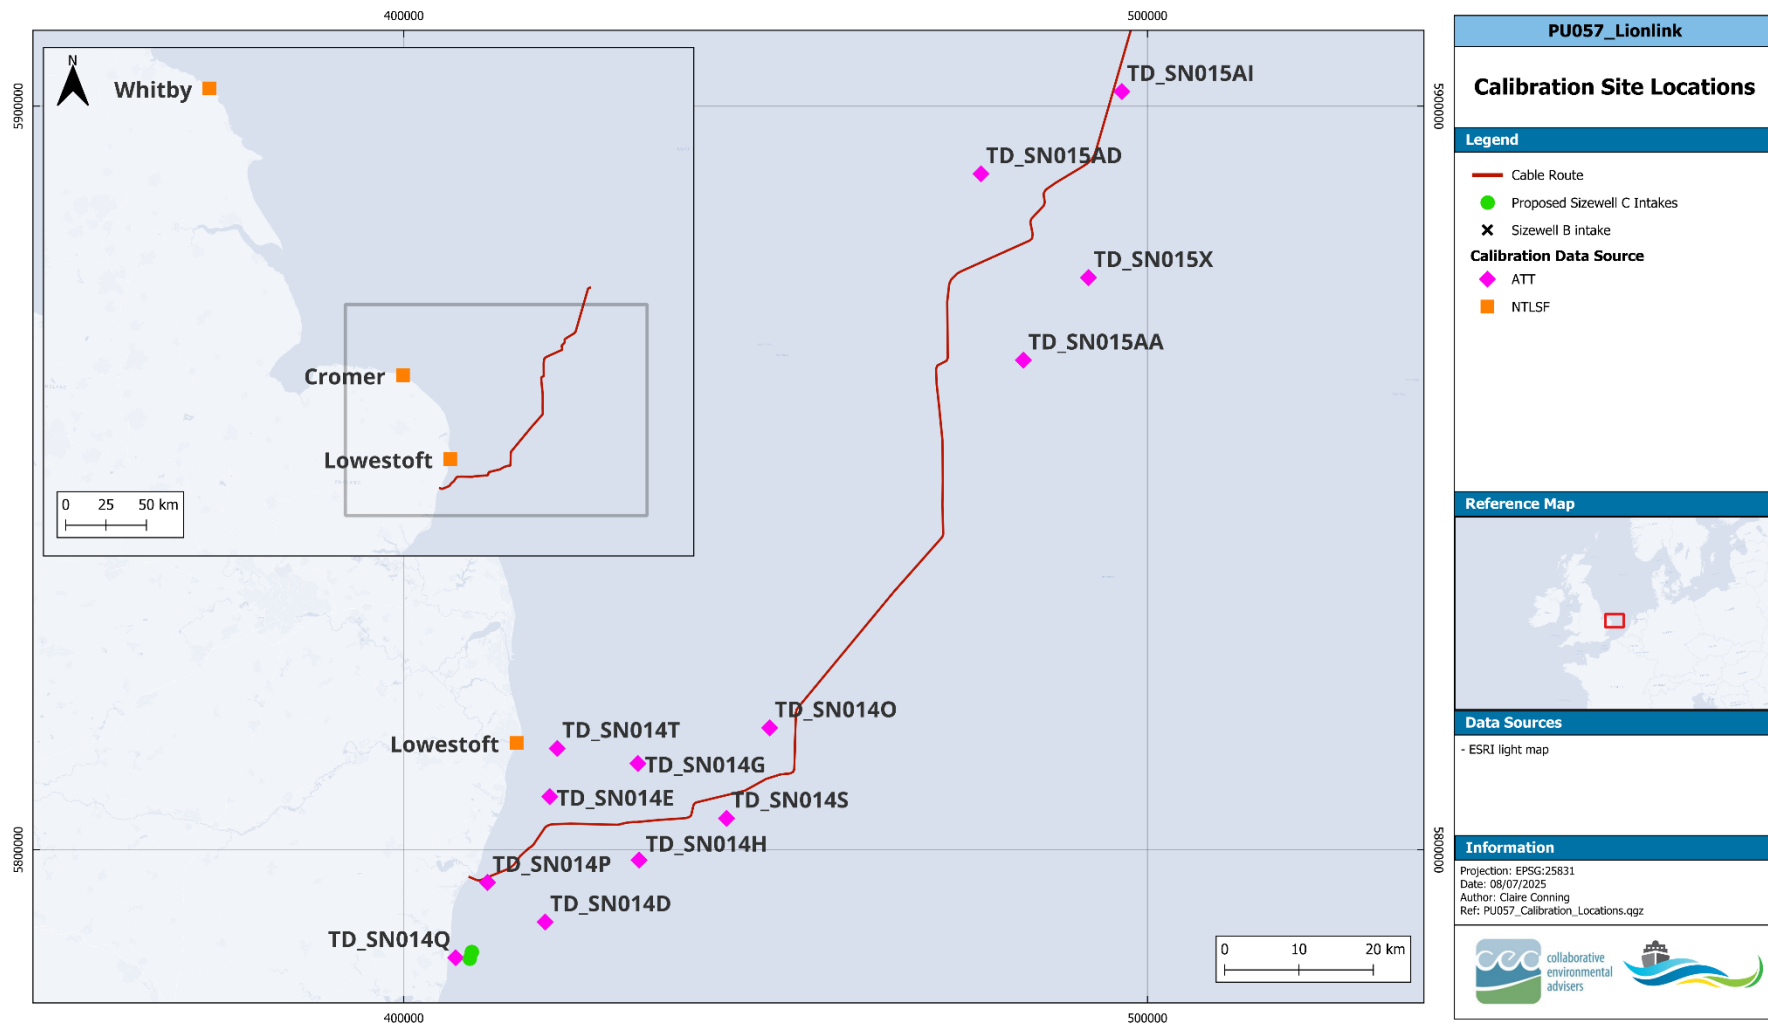 400000
500000
5900000
5900000
5800000
5800000
400000
500000
N
Whitby
Cromer
Lowestoft
0 25 50 km
TD_SN015AI
TD_SN015AD
TD_SN015X
TD_SN015AA
TD_SN014O
TD_SN014T
Lowestoft
TD_SN014G
TD_SN014E
TD_SN014S
TD_SN014H
TD_SN014P
TD_SN014D
TD_SN014Q
0 10 20 km
PU057_Lionlink
Calibration Site Locations
Legend
Cable Route
Proposed Sizewell C Intakes
Sizewell B intake
Calibration Data Source
ATT
NTLSF
Reference Map
Data Sources
- ESRI light map
Information
Projection: EPSG:25831
Date: 08/07/2025
Author: Claire Conning
Ref: PU057_Calibration_Locations.qgz
cea
collaborative
environmental
advisers